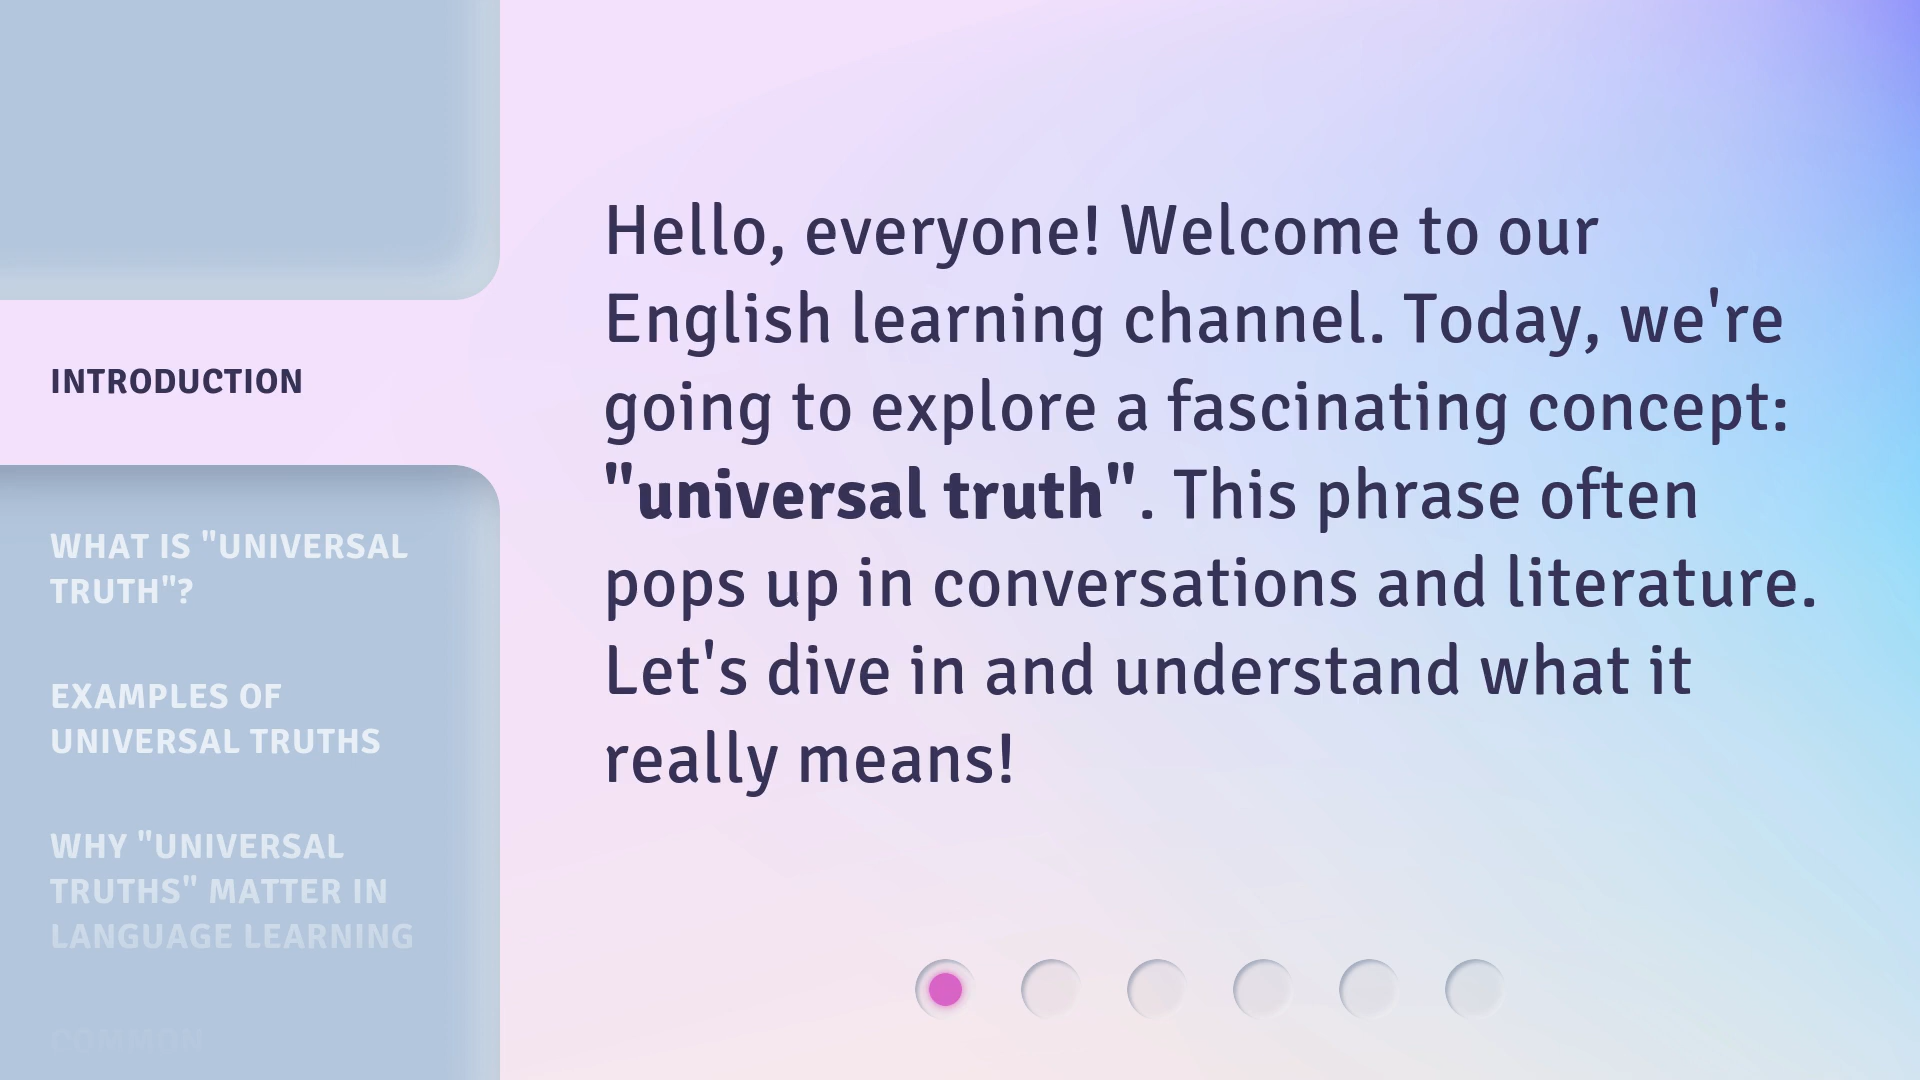 INTRODUCTION
WHAT IS "UNIVERSAL
TRUTH"?
EXAMPLES OF
UNIVERSAL TRUTHS
WHY "UNIVERSAL
TRUTHS" MATTER IN
LANGUAGE LEARNING
COMMON
Hello, everyone! Welcome to our
English learning channel. Today, we're
going to explore a fascinating concept:
"universal truth". This phrase often
pops up in conversations and literature.
Let's dive in and understand what it
really means!